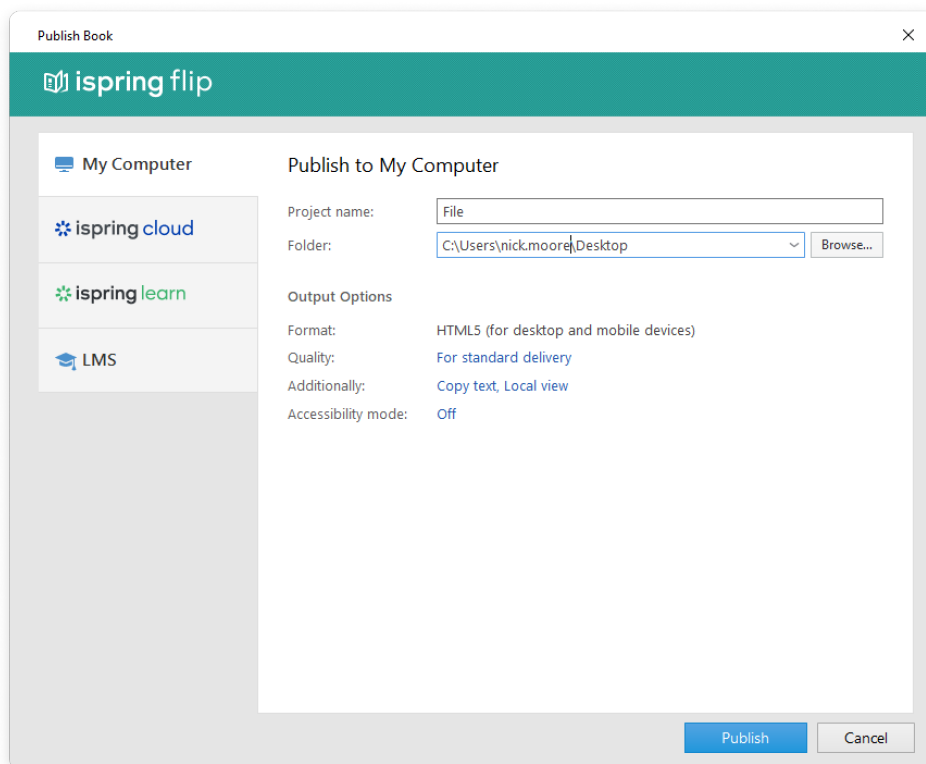 Publish Book
ispring flip
My Computer
ispring cloud
ispring learn
LMS
Publish to My Computer
Project name: File
Folder: C:\Users\nick.moore\Desktop Browse...
Output Options
Format: HTML5 (for desktop and mobile devices)
Quality: For standard delivery
Additionally: Copy text, Local view
Accessibility mode: Off
Publish Cancel